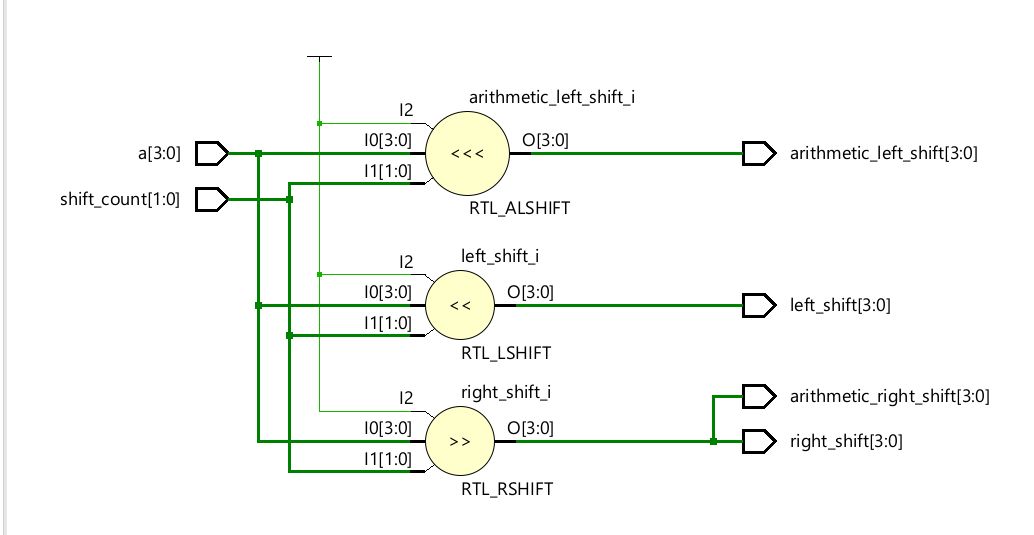 arithmetic_left_shift_i
I2
I0[3:0]
O[3:0]
a[3:0]
<<<
arithmetic_left_shift[3:0]
I1[1:0]
shift_count[1:0]
RTL_ALSHIFT
left_shift_i
I2
I0[3:0]
O[3:0]
<<
left_shift[3:0]
I1[1:0]
RTL_LSHIFT
right_shift_i
I2
arithmetic_right_shift[3:0]
I0[3:0]
O[3:0]
>>
right_shift[3:0]
I1[1:0]
RTL_RSHIFT